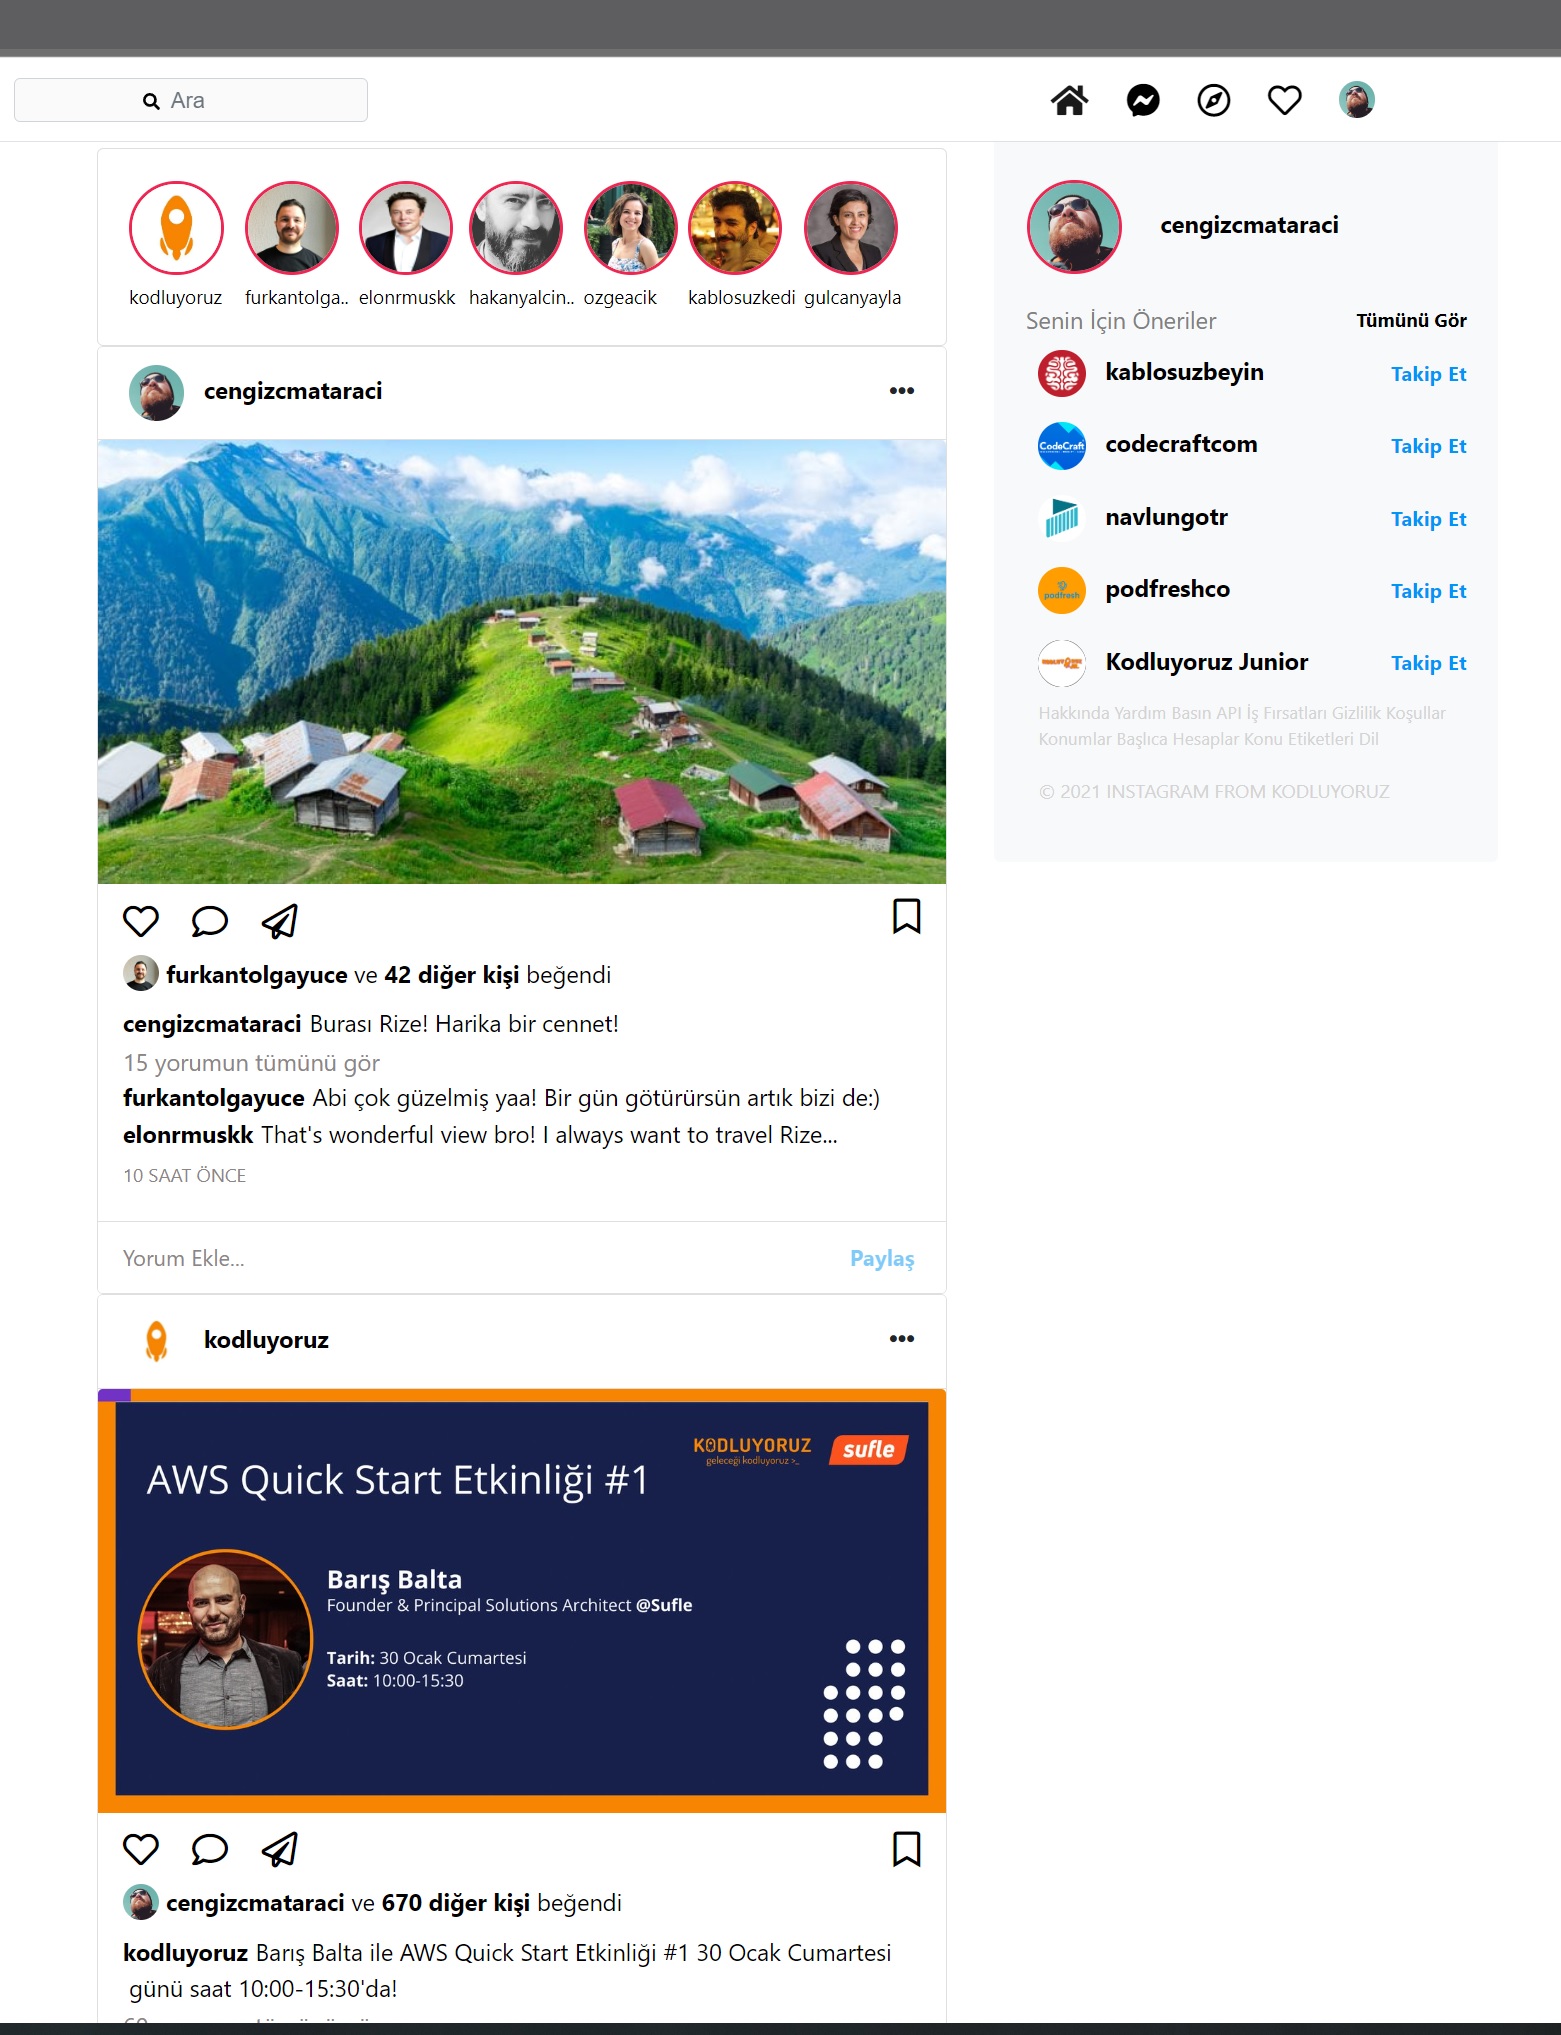 Ara
kodluyoruz furkantolga.. elonrmuskk hakanyalcin.. ozgeacik kablosuzkedi gulcanyayla
cengizcmataraci
Senin İçin Öneriler Tümünü Gör
kablosuzbeyin Takip Et
CodeCraft
codecraftcom Takip Et
navlungotr Takip Et
podfresh
podfreshco Takip Et
Kodluyoruz Junior Takip Et
Hakkında Yardım Basın API İş Fırsatları Gizlilik Koşullar
Konumlar Başlıca Hesaplar Konu Etiketleri Dil
© 2021 INSTAGRAM FROM KODLUYORUZ
cengizcmataraci
furkantolgayuce ve 42 diğer kişi beğendi
cengizcmataraci Burası Rize! Harika bir cennet!
15 yorumun tümünü gör
furkantolgayuce Abi çok güzelmiş yaa! Bir gün götürürsün artık bizi de:)
elonrmuskk That's wonderful view bro! I always want to travel Rize...
10 SAAT ÖNCE
Yorum Ekle... Paylaş
kodluyoruz
KODLUYORUZ sufle
geleceği kodluyoruz >_
AWS Quick Start Etkinliği #1
Barış Balta
Founder & Principal Solutions Architect @Sufle
Tarih: 30 Ocak Cumartesi
Saat: 10:00-15:30
cengizcmataraci ve 670 diğer kişi beğendi
kodluyoruz Barış Balta ile AWS Quick Start Etkinliği #1 30 Ocak Cumartesi
günü saat 10:00-15:30'da!